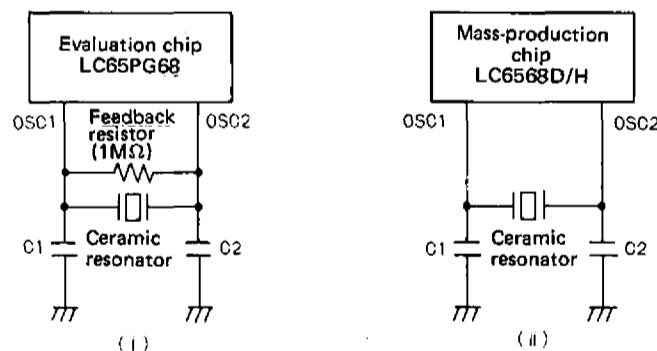 Evaluation chip
LC65PG68
OSC1
OSC2
Feedback
resistor
(1MΩ)
C1
Ceramic
resonator
C2
(i)
Mass-production
chip
LC6568D/H
OSC1
OSC2
C1
Ceramic
resonator
C2
(ii)